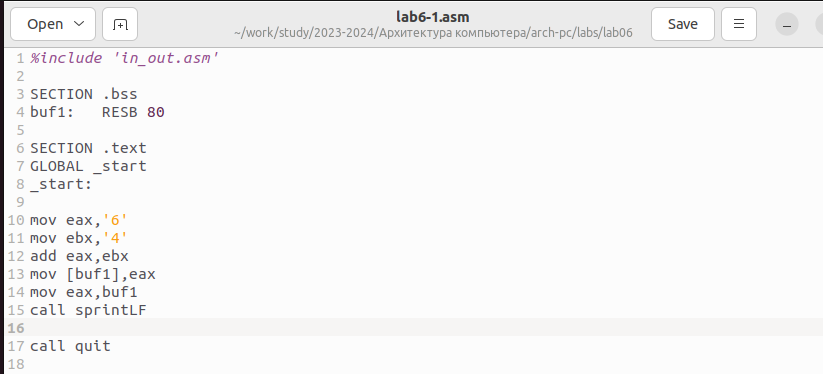 Open
lab6-1.asm
~/work/study/2023-2024/Архитектура компьютера/arch-pc/labs/lab06
Save
1 %include 'in_out.asm'
2
3 SECTION .bss
4 buf1:   RESB 80
5
6 SECTION .text
7 GLOBAL _start
8 _start:
9
10 mov eax,'6'
11 mov ebx,'4'
12 add eax,ebx
13 mov [buf1],eax
14 mov eax,buf1
15 call sprintLF
16
17 call quit
18